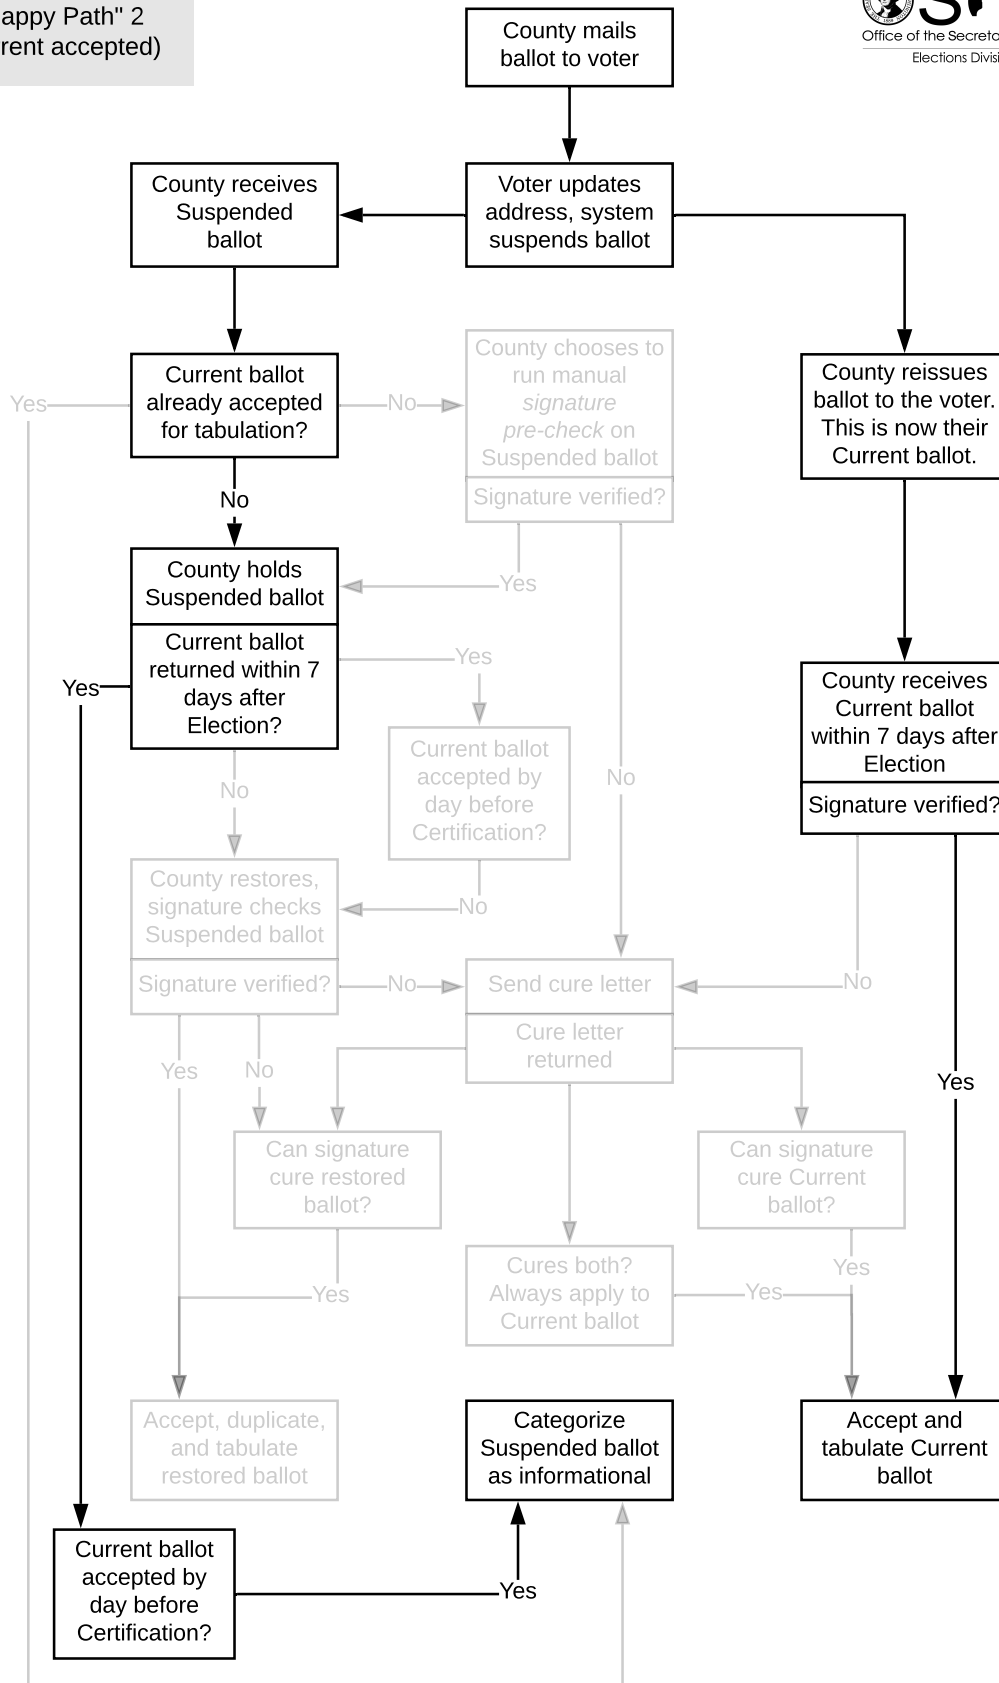 appy Path" 2
rent accepted)
Office of the Secreta
Elections Divisi
County mails
ballot to voter
County receives
Suspended
ballot
Voter updates
address, system
suspends ballot
Current ballot
already accepted
for tabulation?
Yes
No
County chooses to
run manual
signature
pre-check on
Suspended ballot
Signature verified?
County reissues
ballot to the voter.
This is now their
Current ballot.
No
County holds
Suspended ballot
Yes
Current ballot
returned within 7
days after
Election?
Yes
Yes
County receives
Current ballot
within 7 days after
Election
Signature verified?
Current ballot
accepted by
day before
Certification?
No
No
County restores,
signature checks
Suspended ballot
Signature verified?
No
No
Send cure letter
Cure letter
returned
No
Yes
No
Yes
Can signature
cure restored
ballot?
Can signature
cure Current
ballot?
Cures both?
Always apply to
Current ballot
Yes
Yes
Yes
Accept, duplicate,
and tabulate
restored ballot
Categorize
Suspended ballot
as informational
Accept and
tabulate Current
ballot
Current ballot
accepted by
day before
Certification?
Yes